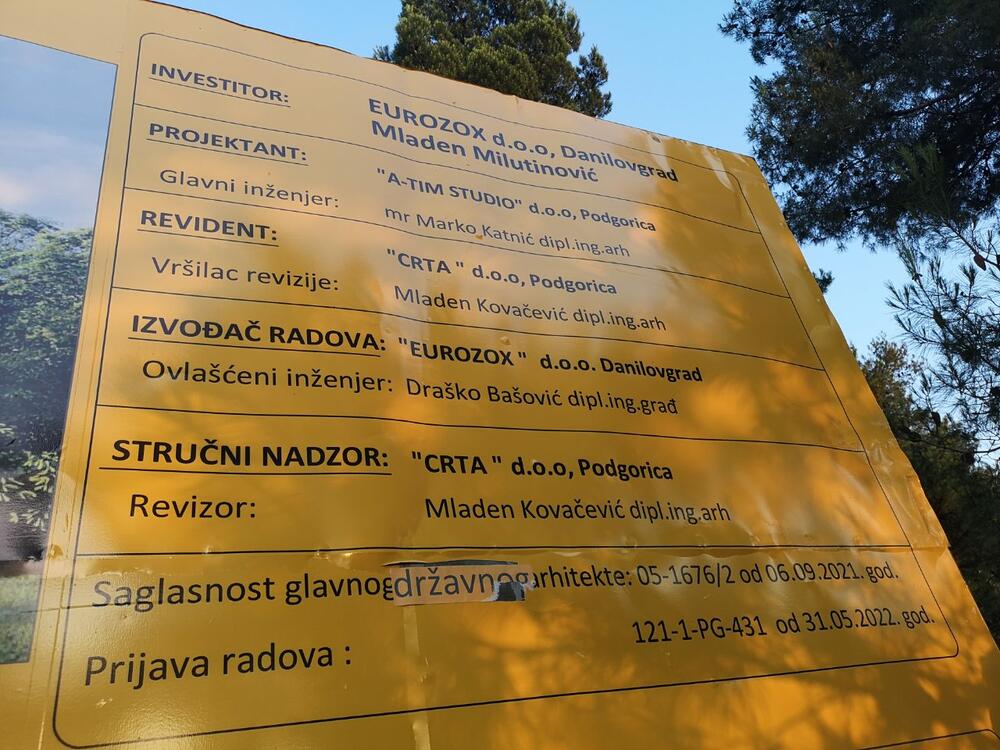 INVESTITOR: EUROZOX d.o.o, Danilovgrad
Mladen Milutinović
PROJEKTANT: "A-TIM STUDIO" d.o.o, Podgorica
Glavni inženjer: mr Marko Katnić dipl.ing.arh
REVIDENT: "CRTA " d.o.o, Podgorica
Vršilac revizije: Mladen Kovačević dipl.ing.arh
IZVOĐAČ RADOVA: "EUROZOX " d.o.o. Danilovgrad
Ovlašćeni inženjer: Draško Bašović dipl.ing.građ
STRUČNI NADZOR: "CRTA " d.o.o, Podgorica
Revizor: Mladen Kovačević dipl.ing.arh
Saglasnost glavnog državnog arhitekte: 05-1676/2 od 06.09.2021. god.
Prijava radova : 121-1-PG-431 od 31.05.2022. god.